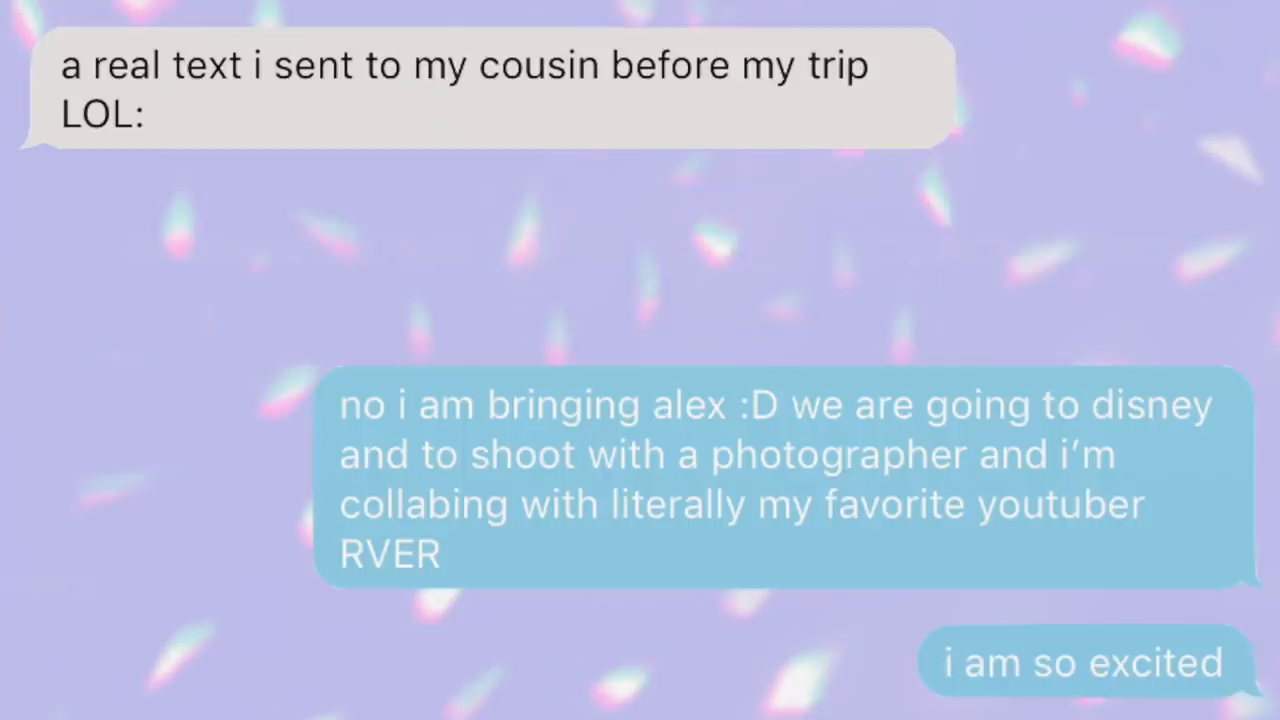 a real text i sent to my cousin before my trip
LOL:
no i am bringing alex :D we are going to disney
and to shoot with a photographer and i’m
collabing with literally my favorite youtuber
RVER
i am so excited